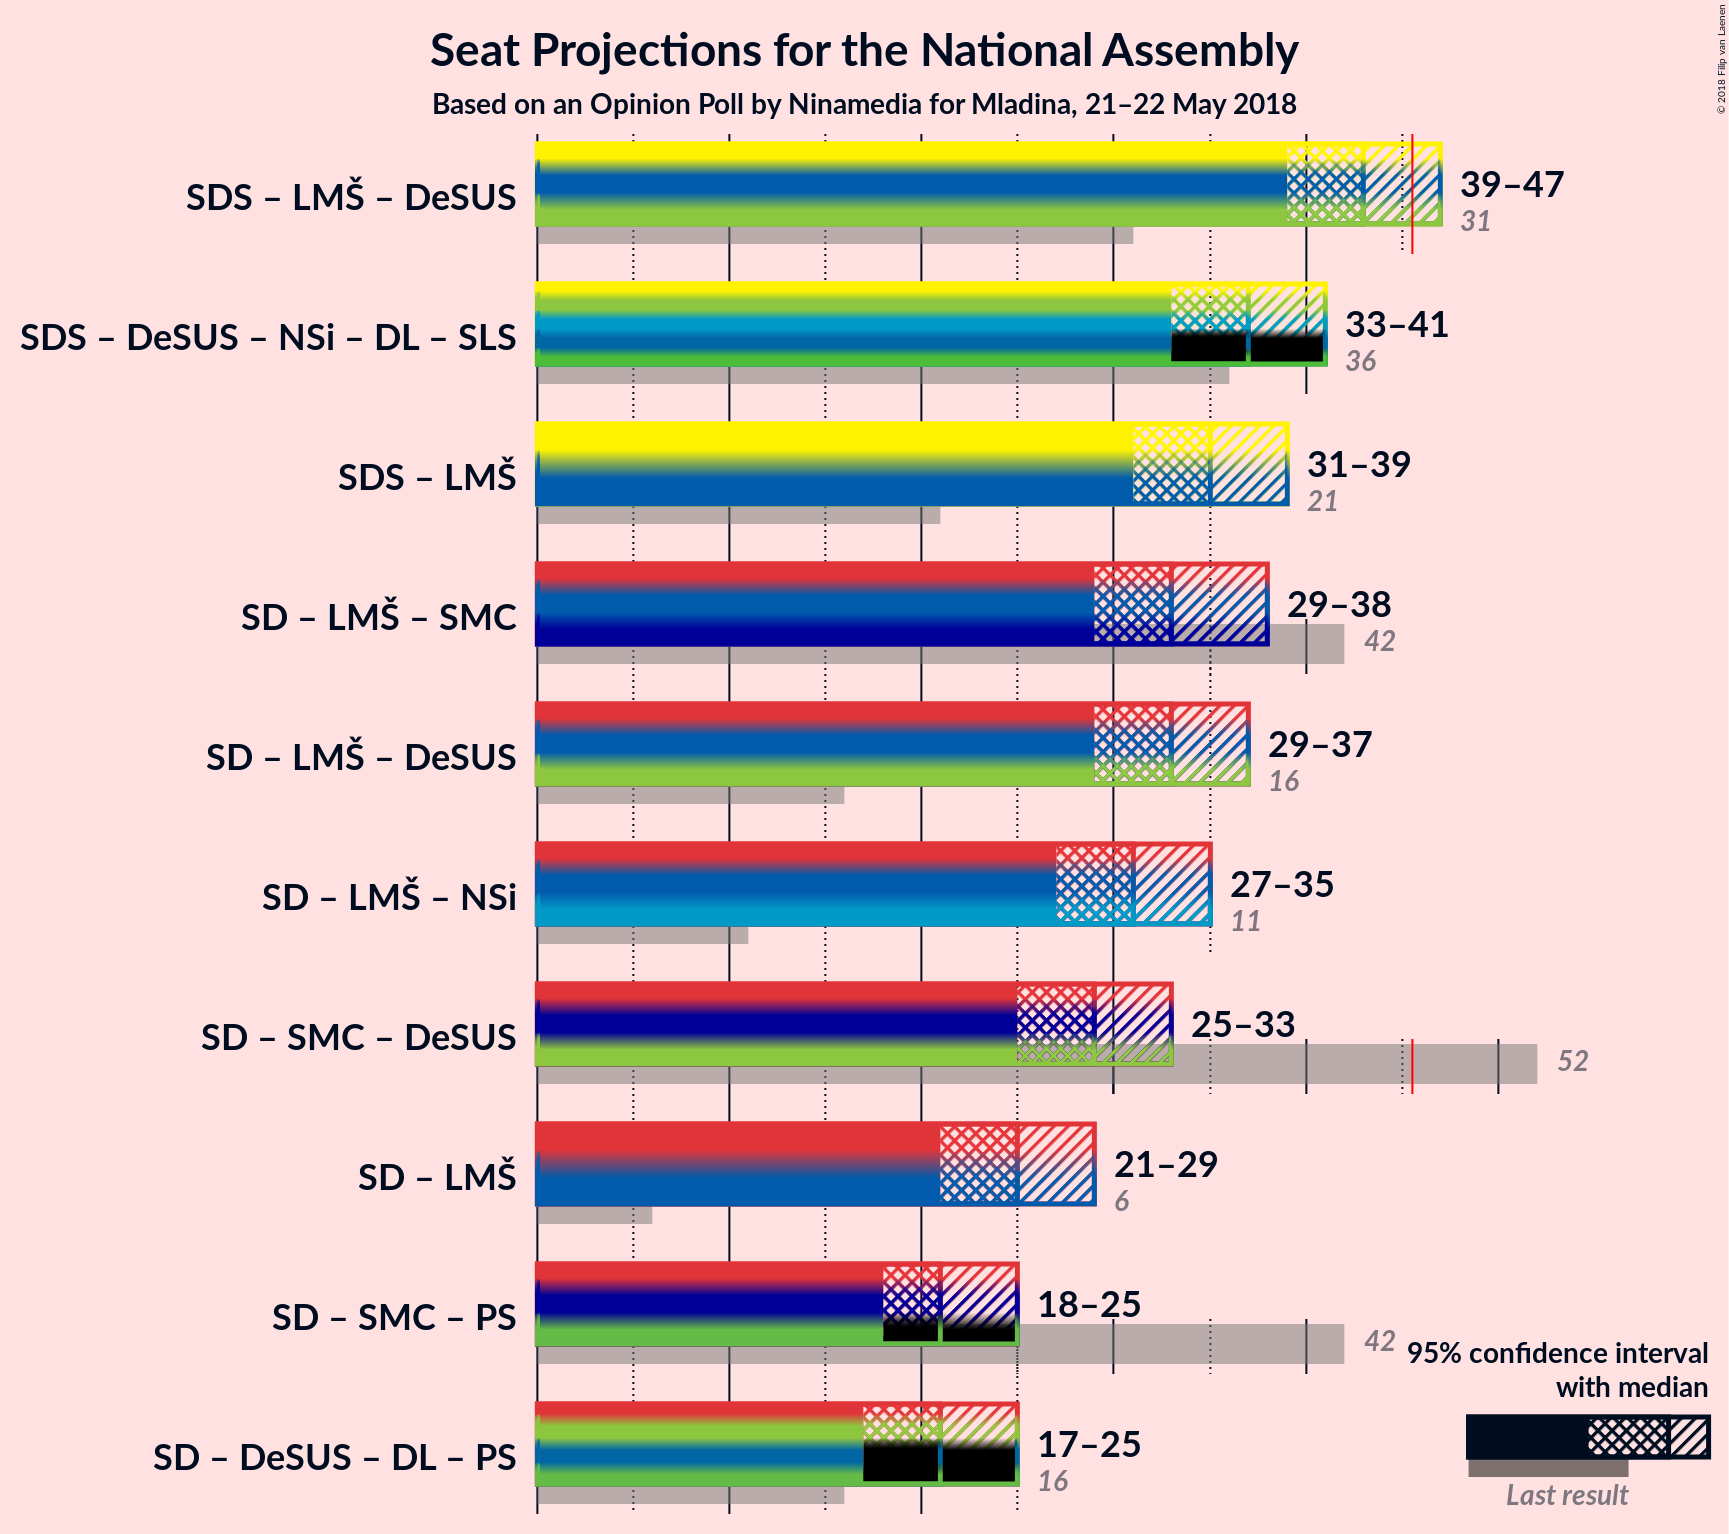 Seat Projections for the National Assembly
Based on an Opinion Poll by Ninamedia for Mladina, 21–22 May 2018
© 2018 Filip van Laenen
SDS – LMŠ – DeSUS
39–47
31
SDS – DeSUS – NSi – DL – SLS
33–41
36
SDS – LMŠ
31–39
21
SD – LMŠ – SMC
29–38
42
SD – LMŠ – DeSUS
29–37
16
SD – LMŠ – NSi
27–35
11
SD – SMC – DeSUS
25–33
52
SD – LMŠ
21–29
6
SD – SMC – PS
18–25
42
SD – DeSUS – DL – PS
17–25
16
95% confidence interval
with median
Last result